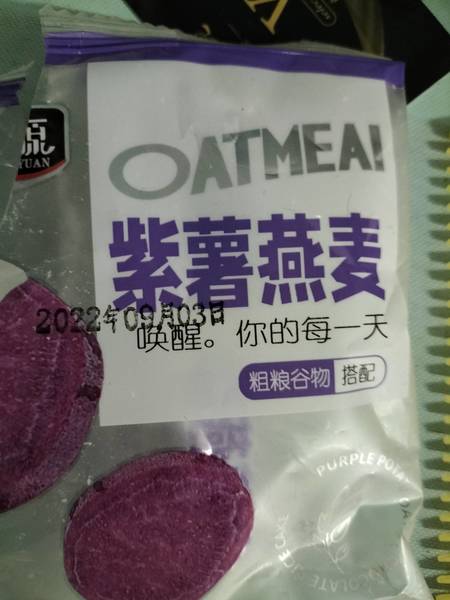 YUAN
OATMEAL
紫薯燕麦
2022年09月03日
唤醒。你的每一天
粗粮谷物 搭配
PURPLE